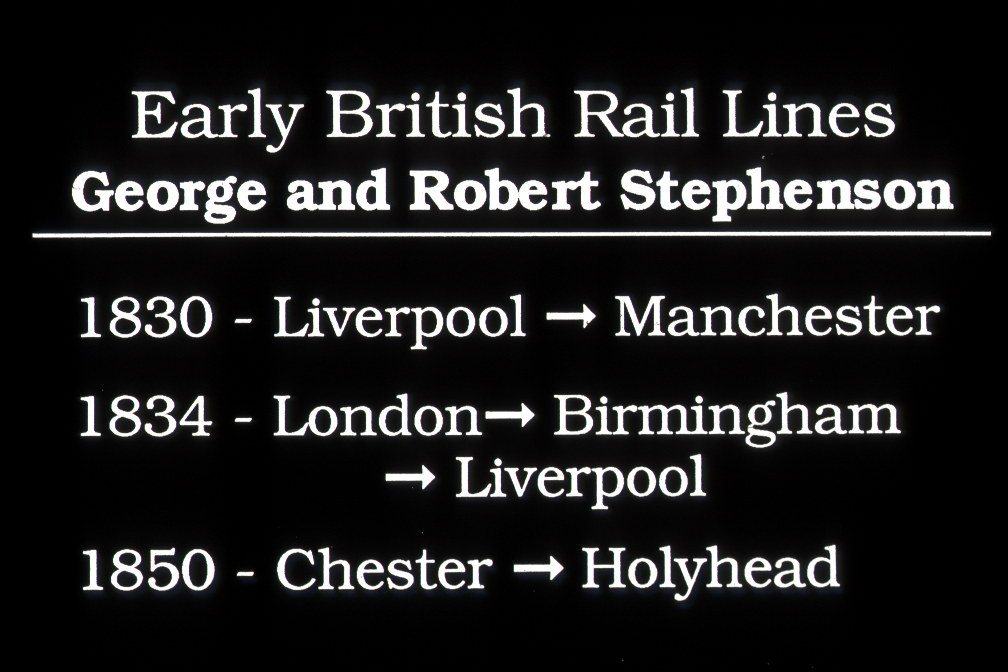 Early British Rail Lines
George and Robert Stephenson
1830 - Liverpool → Manchester
1834 - London→ Birmingham
→ Liverpool
1850 - Chester → Holyhead